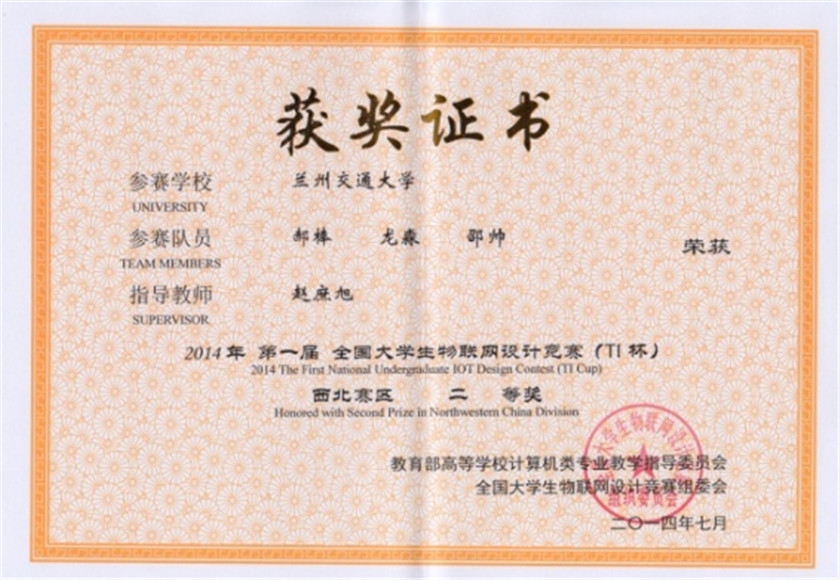 获奖证书
参赛学校 兰州交通大学
UNIVERSITY
参赛队员 郝棒 龙淼 邵帅 荣获
TEAM MEMBERS
指导教师 赵庶旭
SUPERVISOR
2014年 第一届 全国大学生物联网设计竞赛(TI杯)
2014 The First National Undergraduate IOT Design Contest (TI Cup)
西北赛区 二 等奖
Honored with Second Prize in Northwestern China Division
教育部高等学校计算机类专业教学指导委员会
全国大学生物联网设计竞赛组委会
二〇一四年七月